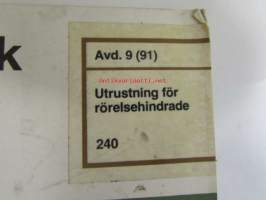 k
Avd. 9 (91)
Utrustning för
rörelsehindrade
240